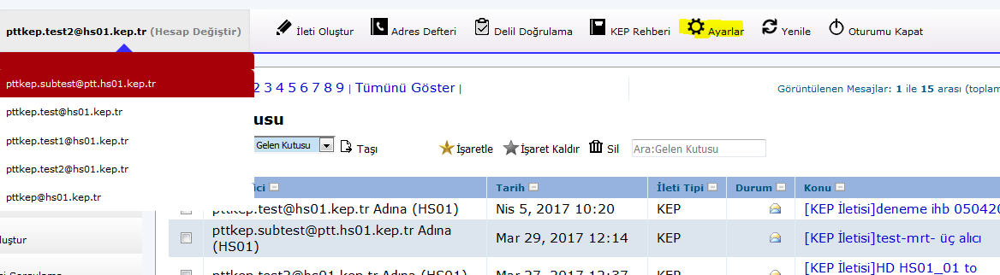 pttkep.test2@hs01.kep.tr (Hesap Değiştir)
İleti Oluştur
Adres Defteri
Delil Doğrulama
KEP Rehberi
Ayarlar
Yenile
Oturumu Kapat
pttkep.subtest@ptt.hs01.kep.tr
pttkep.test@hs01.kep.tr
pttkep.test1@hs01.kep.tr
pttkep.test2@hs01.kep.tr
pttkep@hs01.kep.tr
2 3 4 5 6 7 8 9 | Tümünü Göster |
Görüntülenen Mesajlar: 1 ile 15 arası (toplam
usu
Gelen Kutusu
Taşı
İşaretle
İşaret Kaldır
Sil
Ara:Gelen Kutusu
ici
Tarih
İleti Tipi
Durum
Konu
pttkep.test@hs01.kep.tr Adına (HS01)
Nis 5, 2017 10:20
KEP
[KEP İletisi]deneme ihb 050420
pttkep.subtest@ptt.hs01.kep.tr Adına
(HS01)
Mar 29, 2017 12:14
KEP
[KEP İletisi]test-mrt- üç alıcı
pttkep.test2@hs01.kep.tr Adına (HS01)
Mar 27, 2017 12:37
KEP
[KEP İletisi]HD HS01_01 to
luştur